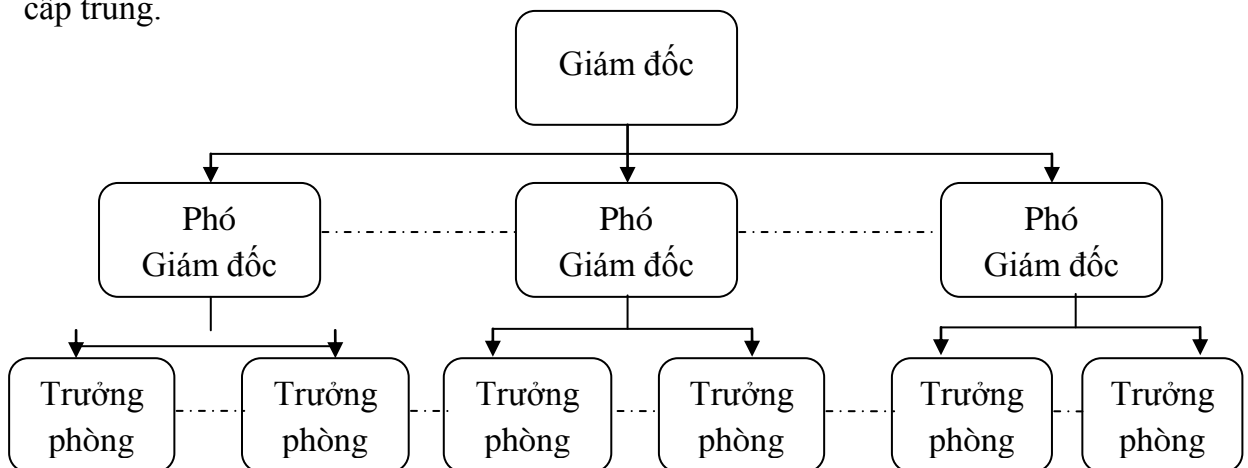 cấp trung.
Giám đốc
Phó
Giám đốc
Phó
Giám đốc
Phó
Giám đốc
Trưởng
phòng
Trưởng
phòng
Trưởng
phòng
Trưởng
phòng
Trưởng
phòng
Trưởng
phòng